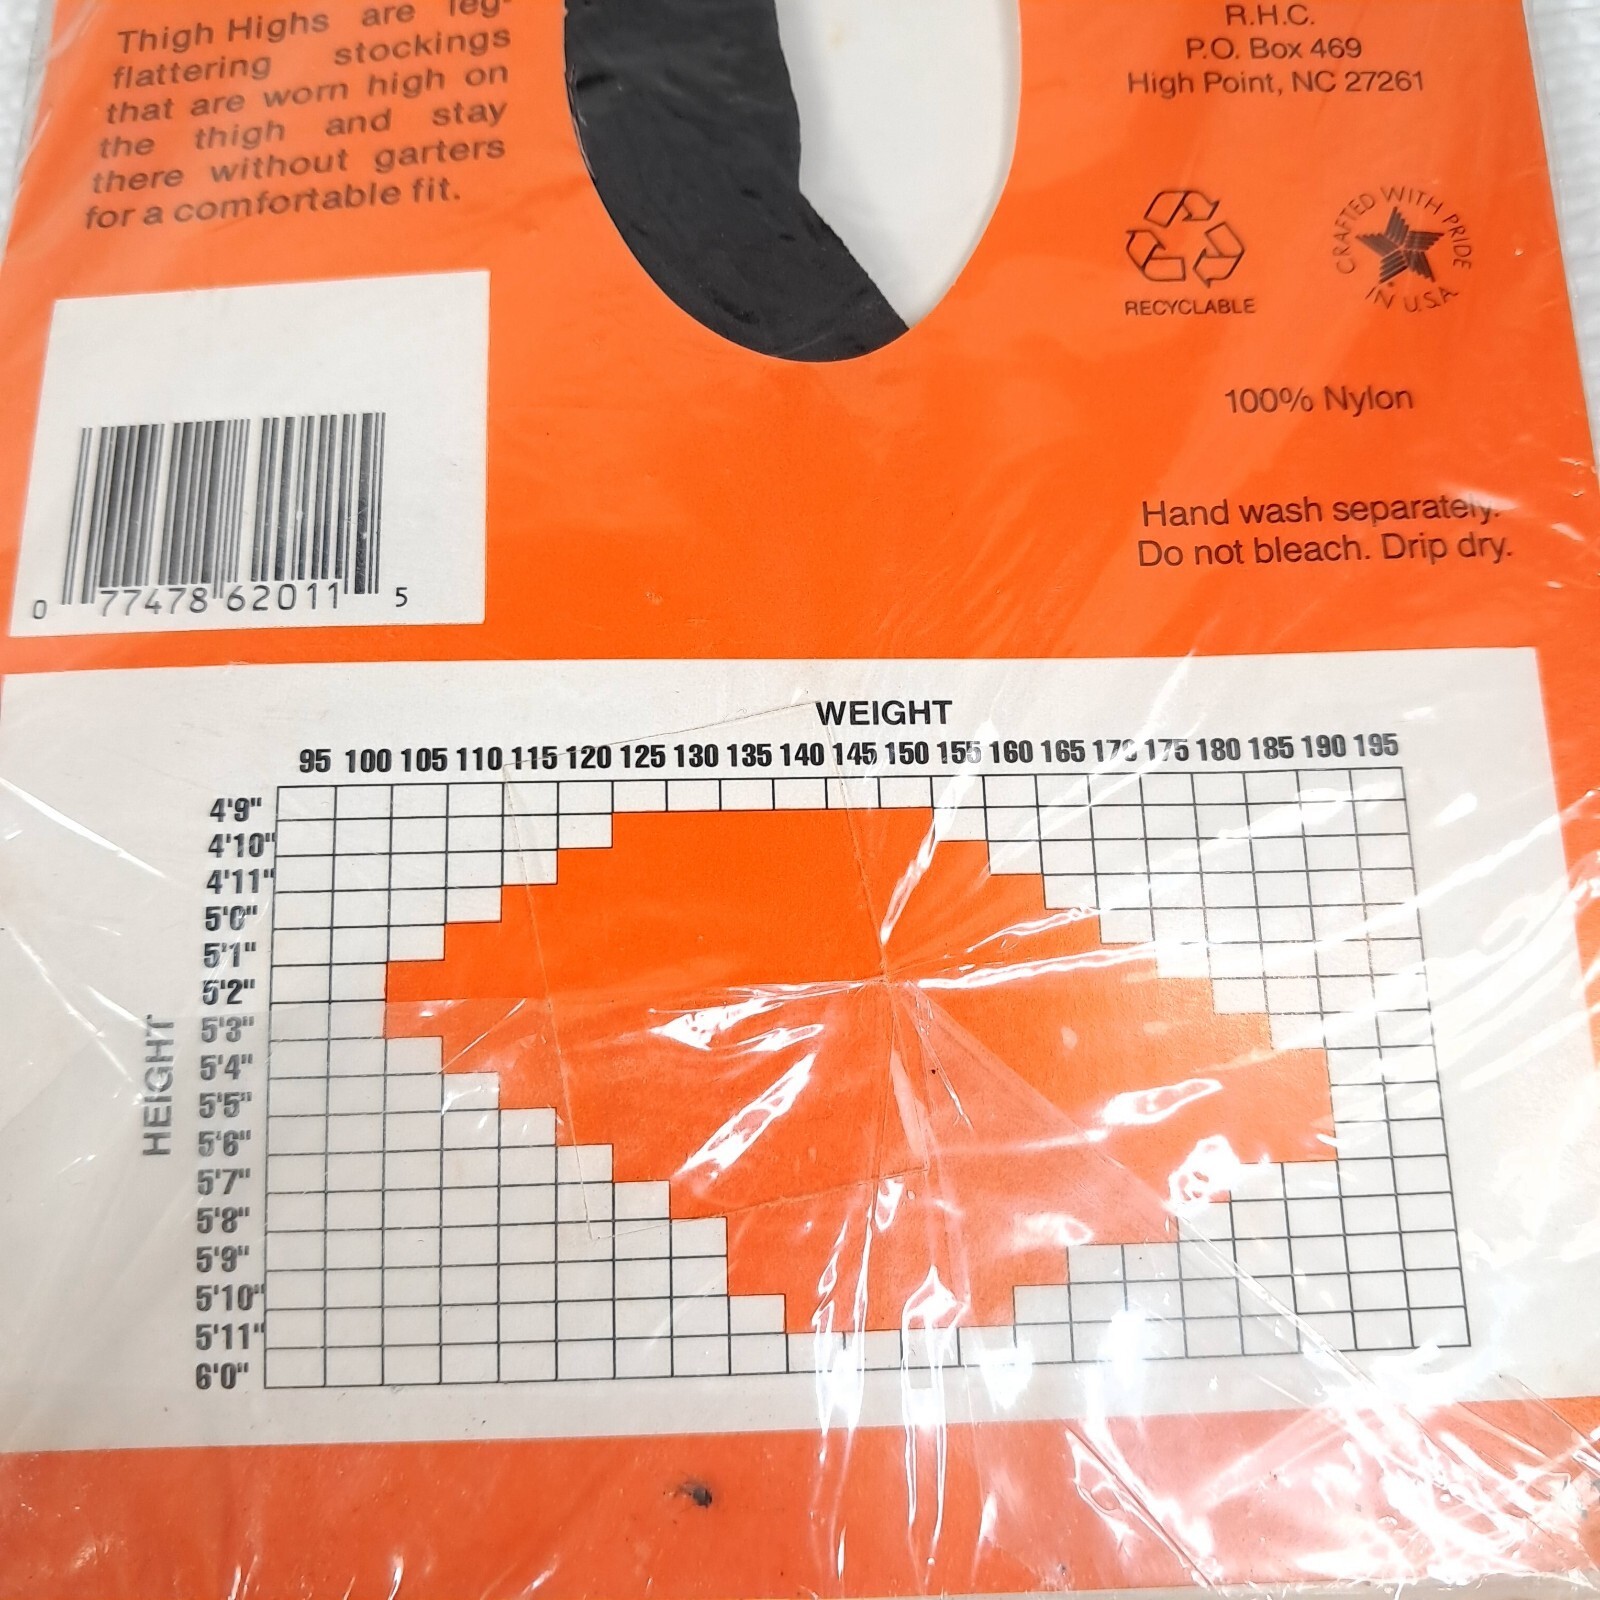 Thigh Highs are leg-
flattering stockings
that are worn high on
the thigh and stay
there without garters
for a comfortable fit.
R.H.C.
P.O. Box 469
High Point, NC 27261
RECYCLABLE
CRAFTED WITH PRIDE
IN U.S.A.
100% Nylon
Hand wash separately.
Do not bleach. Drip dry.
0 77478 62011 5
WEIGHT
95 100 105 110 115 120 125 130 135 140 145 150 155 160 165 170 175 180 185 190 195
HEIGHT
4'9"
4'10"
4'11"
5'0"
5'1"
5'2"
5'3"
5'4"
5'5"
5'6"
5'7"
5'8"
5'9"
5'10"
5'11"
6'0"